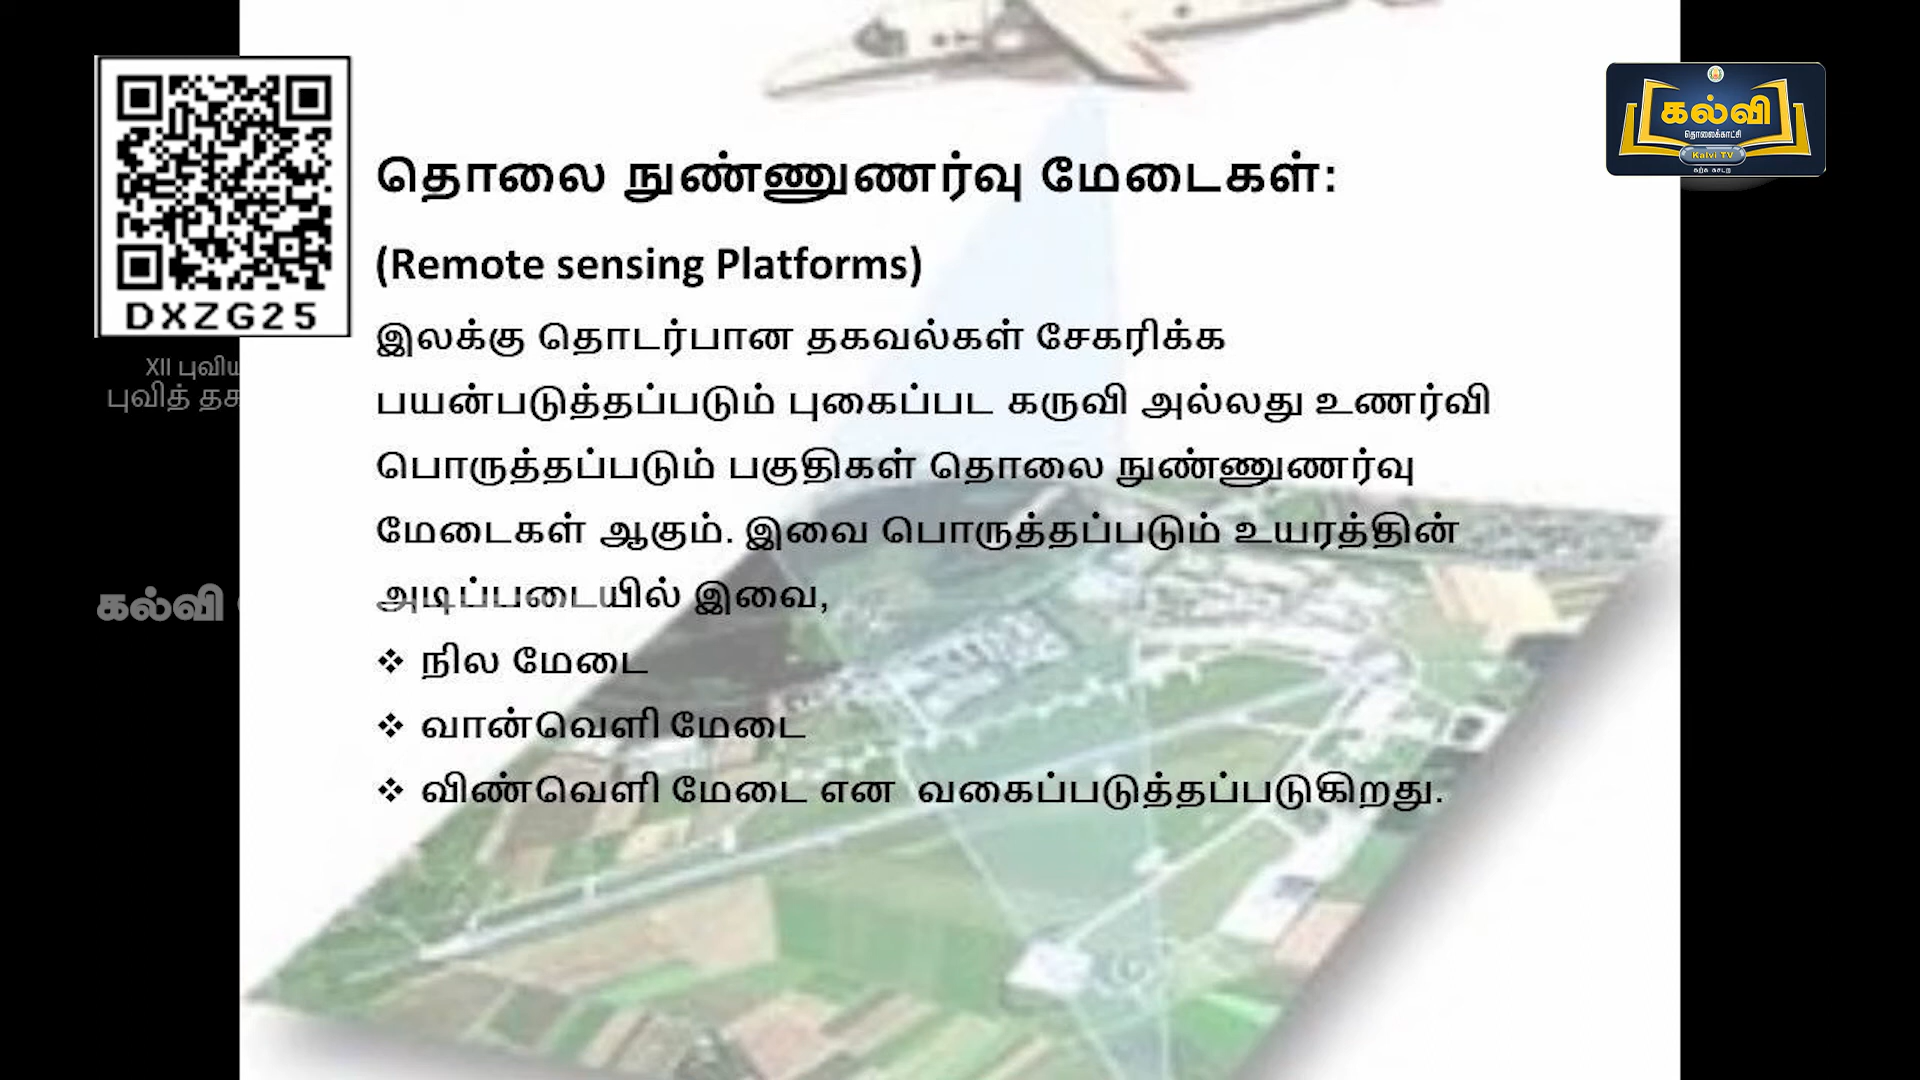 தொலை நுண்ணுணர்வு மேடைகள்:
(Remote sensing Platforms)
இலக்கு தொடர்பான தகவல்கள் சேகரிக்க
பயன்படுத்தப்படும் புகைப்பட கருவி அல்லது உணர்வி
பொருத்தப்படும் பகுதிகள் தொலை நுண்ணுணர்வு
மேடைகள் ஆகும். இவை பொருத்தப்படும் உயரத்தின்
அடிப்படையில் இவை,
❖ நில மேடை
❖ வான்வெளி மேடை
❖ விண்வெளி மேடை என வகைப்படுத்தப்படுகிறது.
DXZG25
XII
புவித்
கல்வி
கல்வி
தொலைக்காட்சி
Kalvi TV
கற்க கசடற